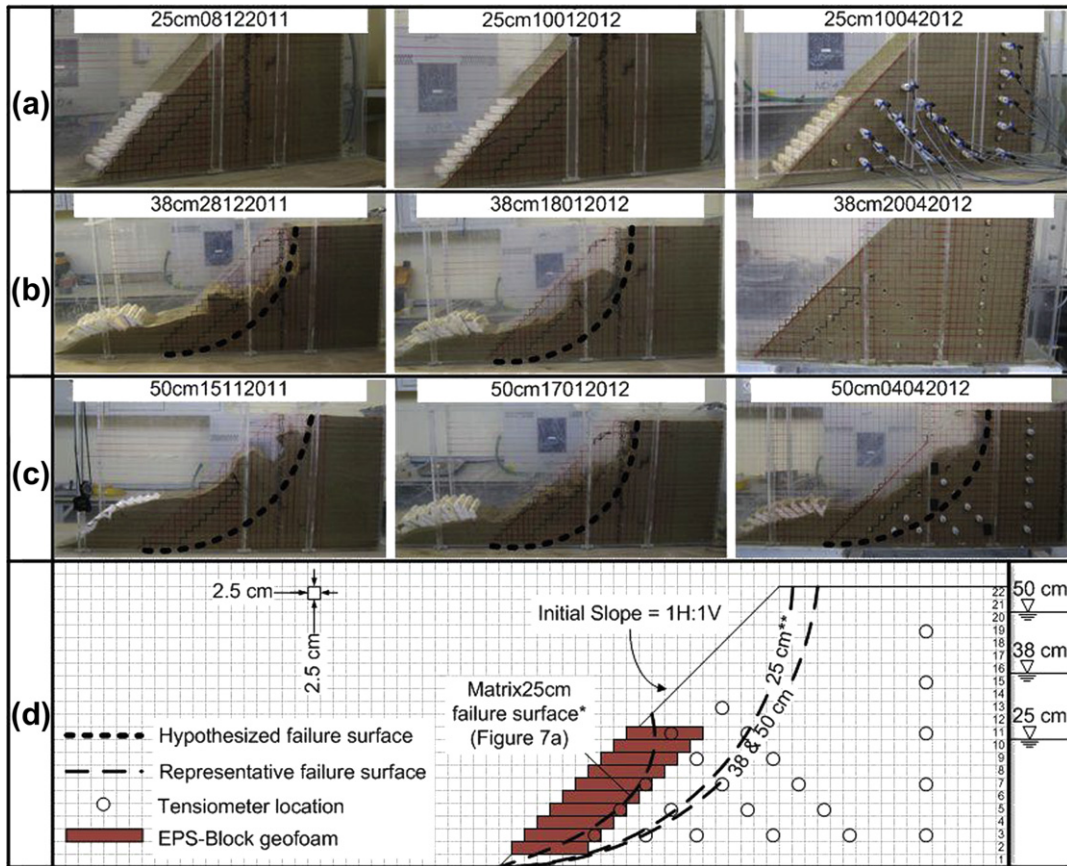 (a)
25cm08122011
25cm10012012
25cm10042012
(b)
38cm28122011
38cm18012012
38cm20042012
(c)
50cm15112011
50cm17012012
50cm04042012
(d)
2.5 cm
2.5 cm
Initial Slope = 1H:1V
Matrix25cm
failure surface*
(Figure 7a)
25 cm**
38 & 50 cm
Hypothesized failure surface
Representative failure surface
Tensiometer location
EPS-Block geofoam
22
21
20
19
18
17
16
15
14
13
12
11
10
9
8
7
6
5
4
3
2
1
50 cm
38 cm
25 cm